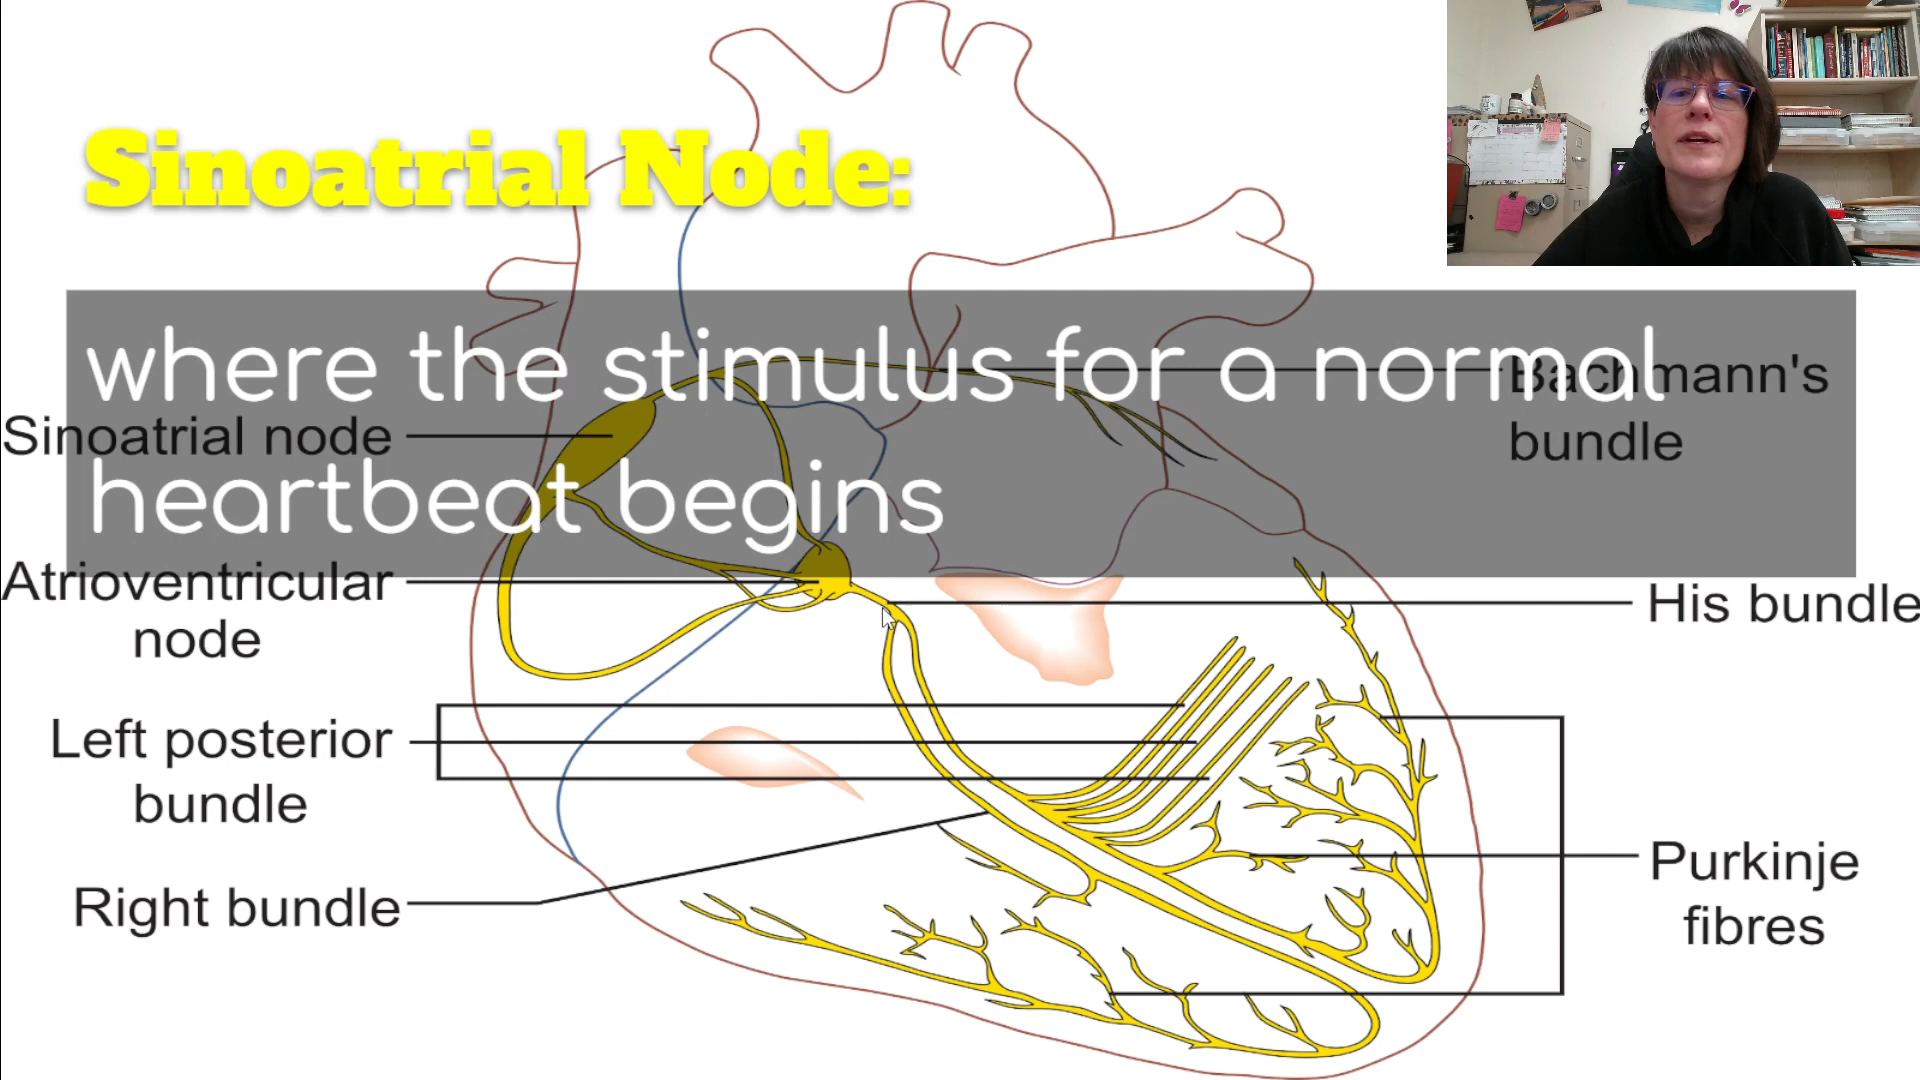 Sinoatrial Node:
where the stimulus for a normal
heartbeat begins
Sinoatrial node
Bachmann's
bundle
Atrioventricular
node
His bundle
Left posterior
bundle
Right bundle
Purkinje
fibres